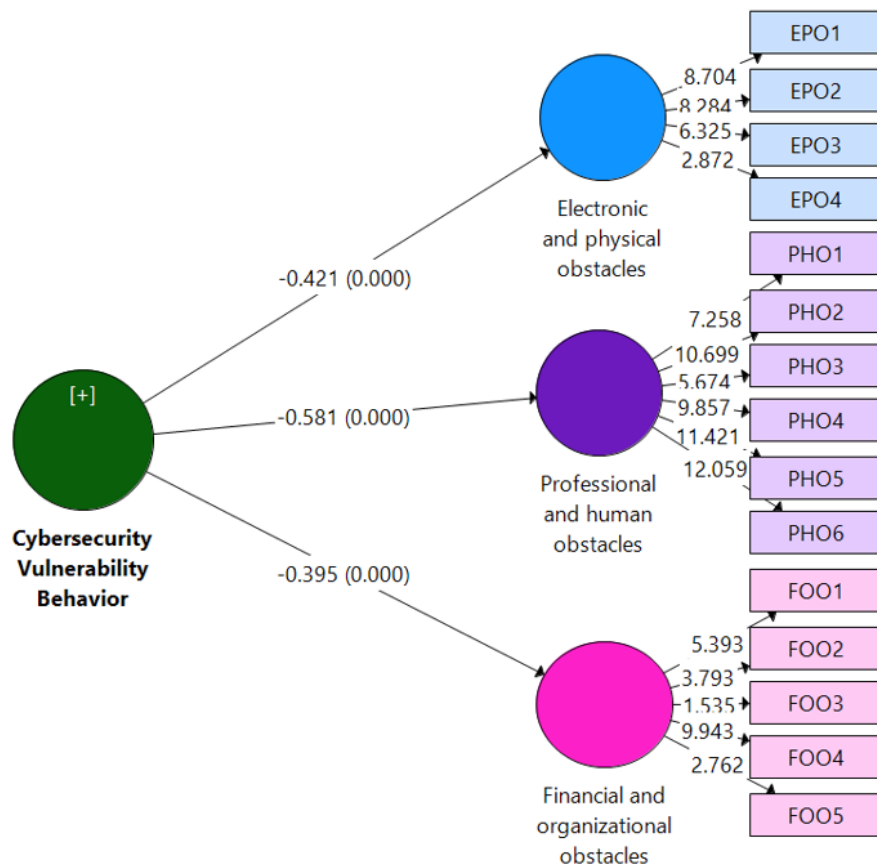 EPO1
8.704
EPO2
8.284
6.325
EPO3
2.872
EPO4
Electronic
and physical
obstacles
-0.421 (0.000)
PHO1
PHO2
7.258
10.699
PHO3
5.674
9.857
PHO4
11.421
12.059
PHO5
PHO6
Professional
and human
obstacles
-0.581 (0.000)
[+]
Cybersecurity
Vulnerability
Behavior
-0.395 (0.000)
FOO1
5.393
FOO2
3.793
1.535
FOO3
9.943
FOO4
2.762
FOO5
Financial and
organizational
obstacles